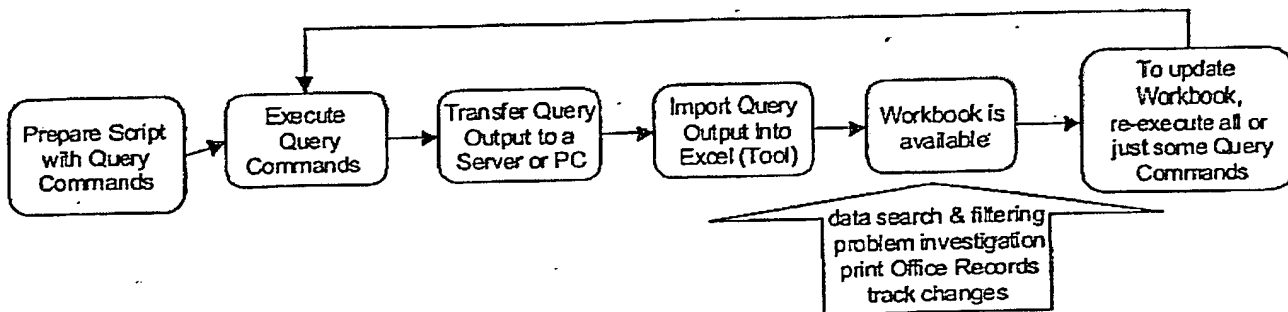 Prepare Script
with Query
Commands
Execute
Query
Commands
Transfer Query
Output to a
Server or PC
Import Query
Output Into
Excel (Tool)
Workbook is
available
To update
Workbook,
re-execute all or
just some Query
Commands
data search & filtering
problem investigation
print Office Records
track changes